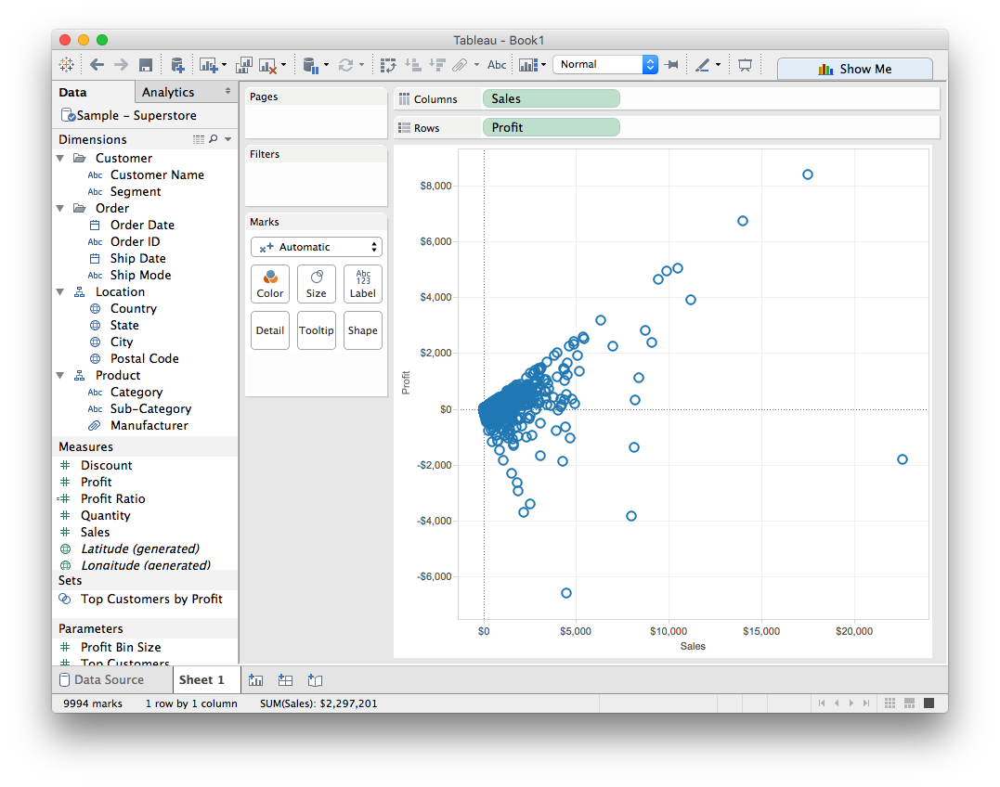 Tableau - Book1
Abc
Normal
Show Me
Data
Analytics
Sample – Superstore
Dimensions
Customer
Abc Customer Name
Abc Segment
Order
Order Date
Abc Order ID
Ship Date
Abc Ship Mode
Location
Country
State
City
Postal Code
Product
Abc Category
Abc Sub-Category
Manufacturer
Measures
# Discount
# Profit
=# Profit Ratio
# Quantity
# Sales
Latitude (generated)
Longitude (generated)
Sets
Top Customers by Profit
Parameters
# Profit Bin Size
# Top Customers
Pages
Filters
Marks
Automatic
Color
Size
Abc
123
Label
Detail
Tooltip
Shape
Columns
Sales
Rows
Profit
$8,000
$6,000
$4,000
$2,000
$0
-$2,000
-$4,000
-$6,000
Profit
$0
$5,000
$10,000
$15,000
$20,000
Sales
Data Source
Sheet 1
9994 marks
1 row by 1 column
SUM(Sales): $2,297,201